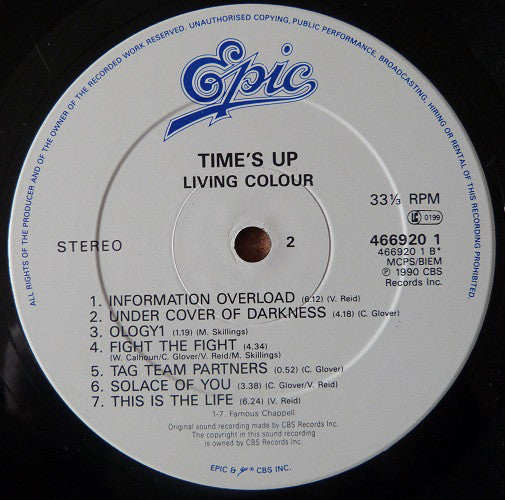 ALL RIGHTS OF THE PRODUCER AND OF THE OWNER OF THE RECORDED WORK RESERVED. UNAUTHORISED COPYING, PUBLIC PERFORMANCE, BROADCASTING, HIRING OR RENTAL OF THIS RECORDING PROHIBITED.
Epic
TIME'S UP
LIVING COLOUR
33⅓ RPM
LC 0199
STEREO
2
466920 1
466920 1 B*
MCPS/BIEM
℗ 1990 CBS
Records Inc.
1. INFORMATION OVERLOAD (6.12) (V. Reid)
2. UNDER COVER OF DARKNESS (4.18) (C. Glover)
3. OLOGY1 (1.19) (M. Skillings)
4. FIGHT THE FIGHT (4.34)
(W. Calhoun/C. Glover/V. Reid/M. Skillings)
5. TAG TEAM PARTNERS (0.52) (C. Glover)
6. SOLACE OF YOU (3.38) (C. Glover/V. Reid)
7. THIS IS THE LIFE (6.24) (V. Reid)
1-7. Famous Chappell
Original sound recording made by CBS Records Inc.
The copyright in this sound recording
is owned by CBS Records Inc.
EPIC & Epic ® CBS INC.